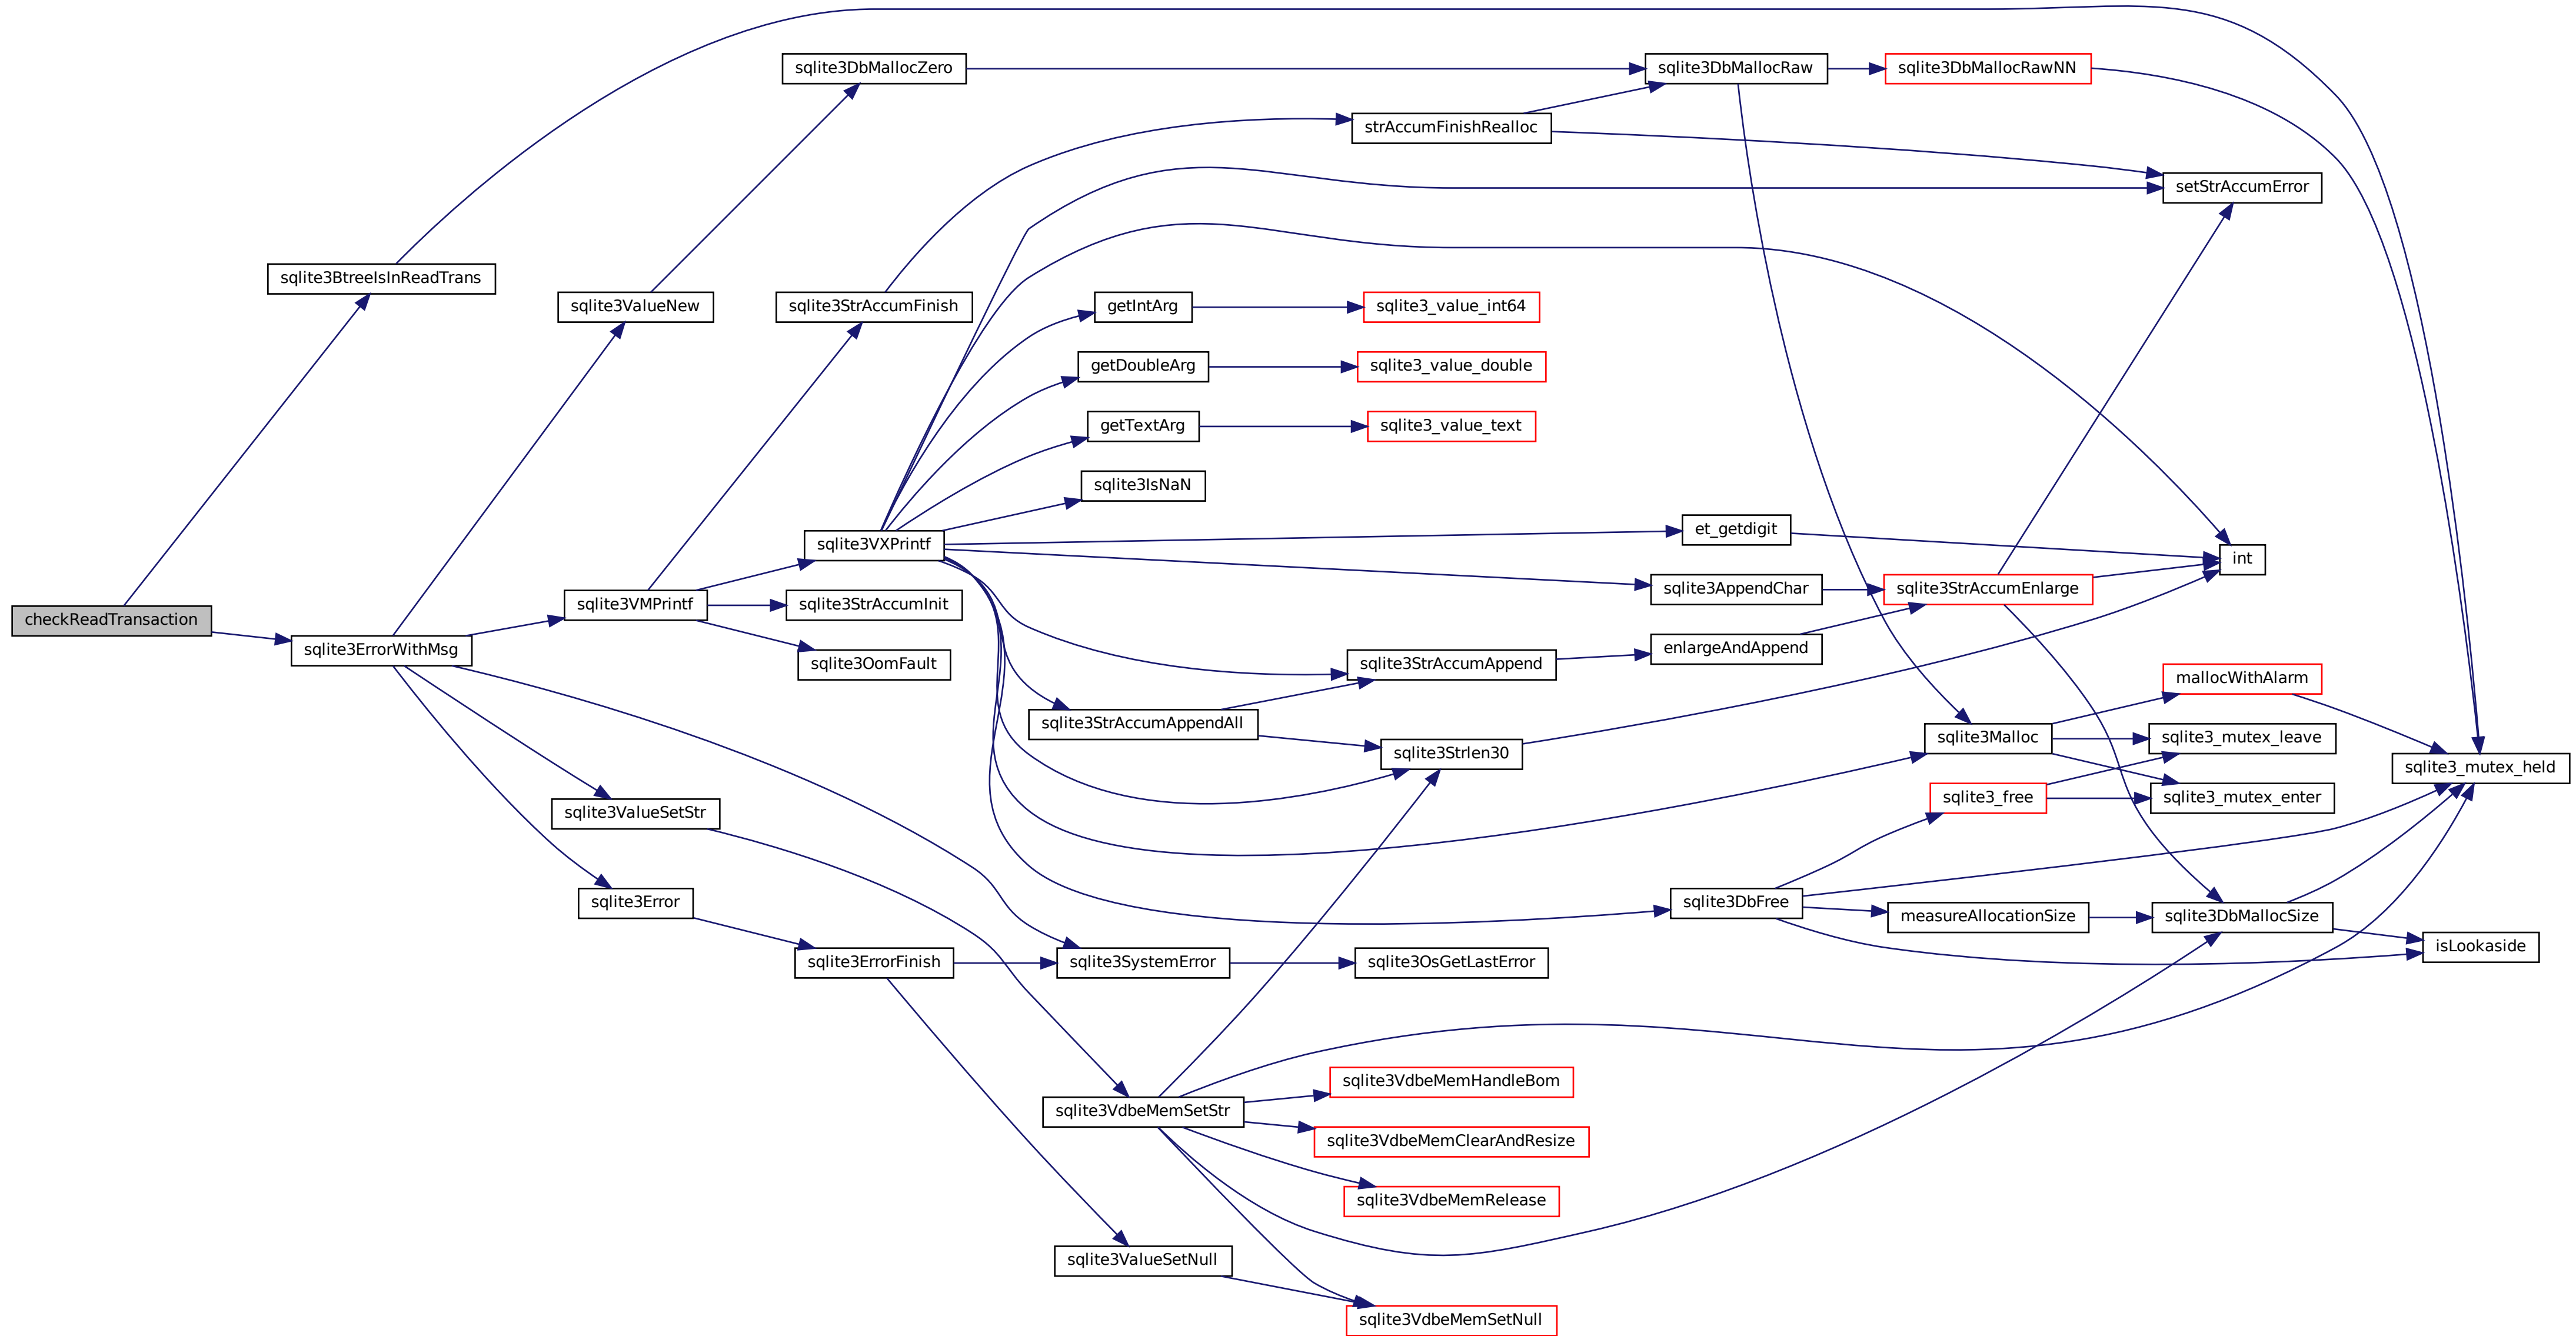 checkReadTransaction
sqlite3BtreeIsInReadTrans
sqlite3ErrorWithMsg
sqlite3ValueNew
sqlite3VMPrintf
sqlite3ValueSetStr
sqlite3Error
sqlite3DbMallocZero
sqlite3StrAccumFinish
sqlite3VXPrintf
sqlite3StrAccumInit
sqlite3OomFault
sqlite3ErrorFinish
getIntArg
getDoubleArg
getTextArg
sqlite3IsNaN
sqlite3StrAccumAppendAll
sqlite3SystemError
sqlite3VdbeMemSetStr
sqlite3ValueSetNull
strAccumFinishRealloc
sqlite3_value_int64
sqlite3_value_double
sqlite3_value_text
sqlite3StrAccumAppend
sqlite3OsGetLastError
sqlite3VdbeMemHandleBom
sqlite3VdbeMemClearAndResize
sqlite3VdbeMemRelease
sqlite3VdbeMemSetNull
sqlite3DbMallocRaw
et_getdigit
sqlite3AppendChar
enlargeAndAppend
sqlite3Strlen30
sqlite3DbFree
sqlite3DbMallocRawNN
sqlite3StrAccumEnlarge
sqlite3Malloc
sqlite3_free
measureAllocationSize
setStrAccumError
int
mallocWithAlarm
sqlite3_mutex_leave
sqlite3_mutex_enter
sqlite3DbMallocSize
sqlite3_mutex_held
isLookaside